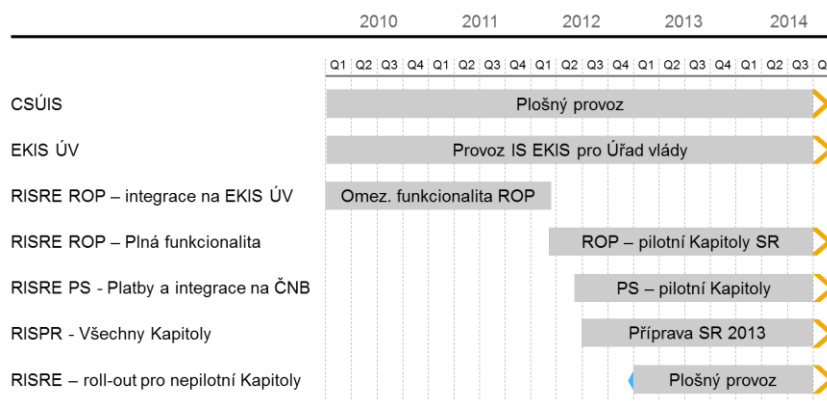 2010 2011 2012 2013 2014
Q1 Q2 Q3 Q4 Q1 Q2 Q3 Q4 Q1 Q2 Q3 Q4 Q1 Q2 Q3 Q4 Q1 Q2 Q3 Q
CSÚIS Plošný provoz
EKIS ÚV Provoz IS EKIS pro Úřad vlády
RISRE ROP – integrace na EKIS ÚV Omez. funkcionalita ROP
RISRE ROP – Plná funkcionalita ROP – pilotní Kapitoly SR
RISRE PS - Platby a integrace na ČNB PS – pilotní Kapitoly
RISPR - Všechny Kapitoly Příprava SR 2013
RISRE – roll-out pro nepilotní Kapitoly Plošný provoz